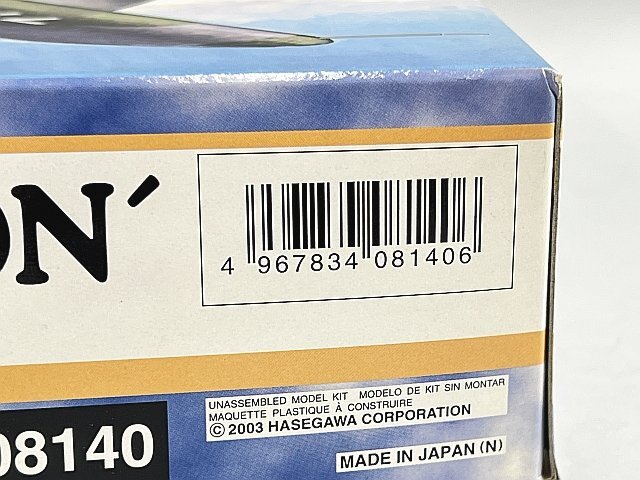 ON´
4 967834 081406
08140
UNASSEMBLED MODEL KIT MODELO DE KIT SIN MONTAR
MAQUETTE PLASTIQUE À CONSTRUIRE
© 2003 HASEGAWA CORPORATION
MADE IN JAPAN (N)